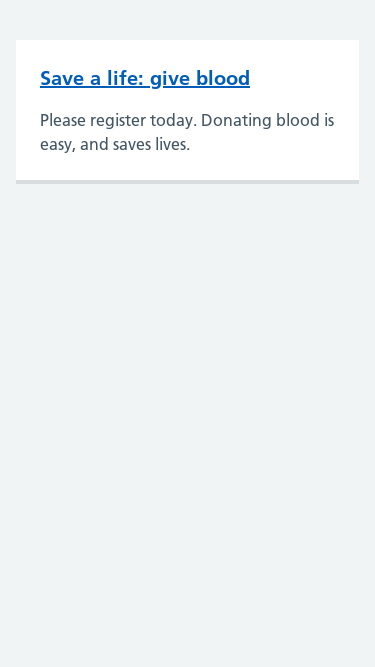 Save a life: give blood
Please register today. Donating blood is
easy, and saves lives.